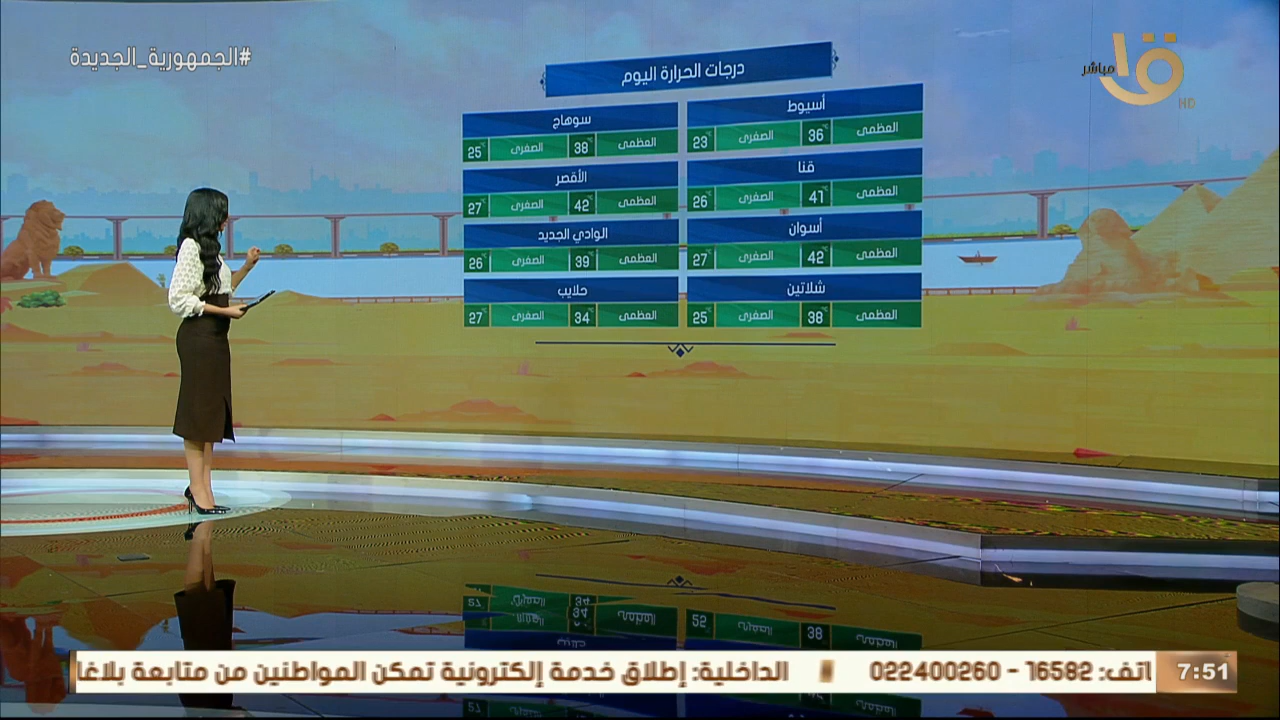 #الجمهورية_الجديدة
مباشر
HD
درجات الحرارة اليوم
أسيوط
العظمى 36 الصغرى 23
سوهاج
العظمى 38 الصغرى 25
قنا
العظمى 41 الصغرى 26
الأقصر
العظمى 42 الصغرى 27
أسوان
العظمى 42 الصغرى 27
الوادي الجديد
العظمى 39 الصغرى 26
شلاتين
العظمى 38 الصغرى 25
حلايب
العظمى 34 الصغرى 27
7:51
اتف: 16582 - 022400260 الداخلية: إطلاق خدمة إلكترونية تمكن المواطنين من متابعة بلاغا